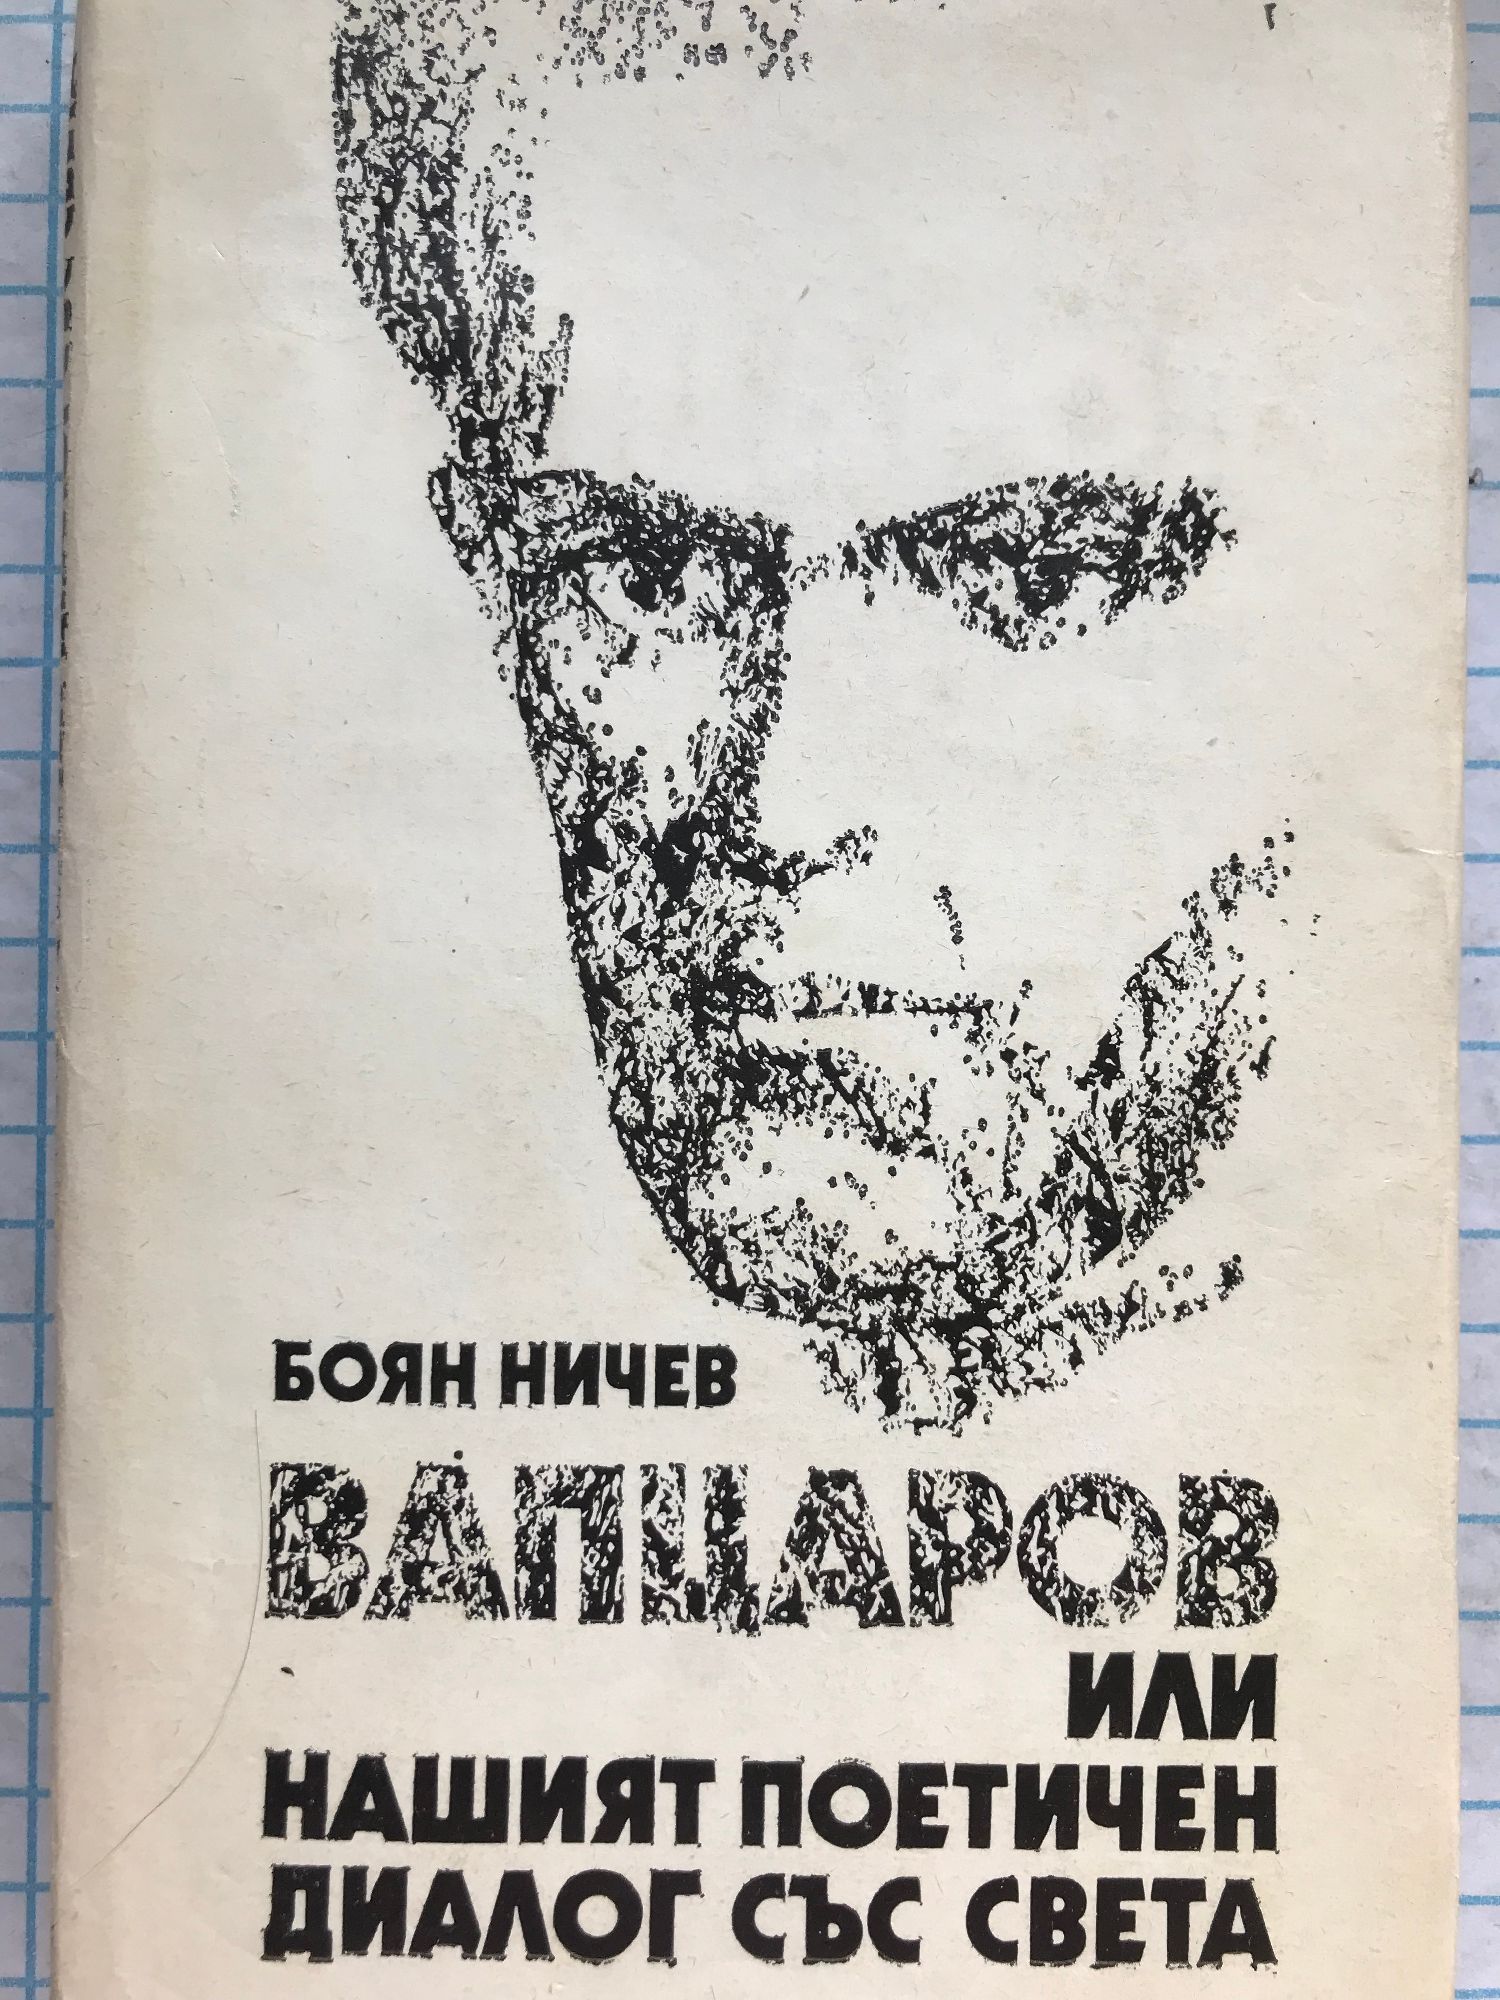 БОЯН НИЧЕВ
ВАПЦАРОВ
ИЛИ
НАШИЯТ ПОЕТИЧЕН
ДИАЛОГ СЪС СВЕТА